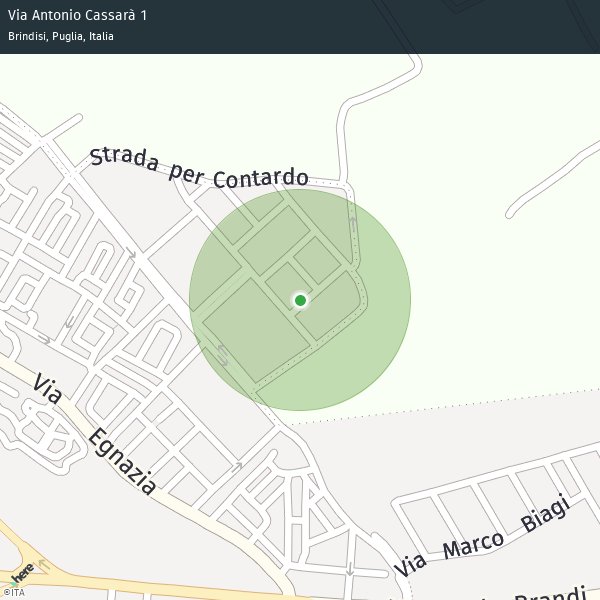 Via Antonio Cassarà 1
Brindisi, Puglia, Italia
Strada per Contardo
Via Egnazia
Via Marco Biagi
Brandi
here
©ITA